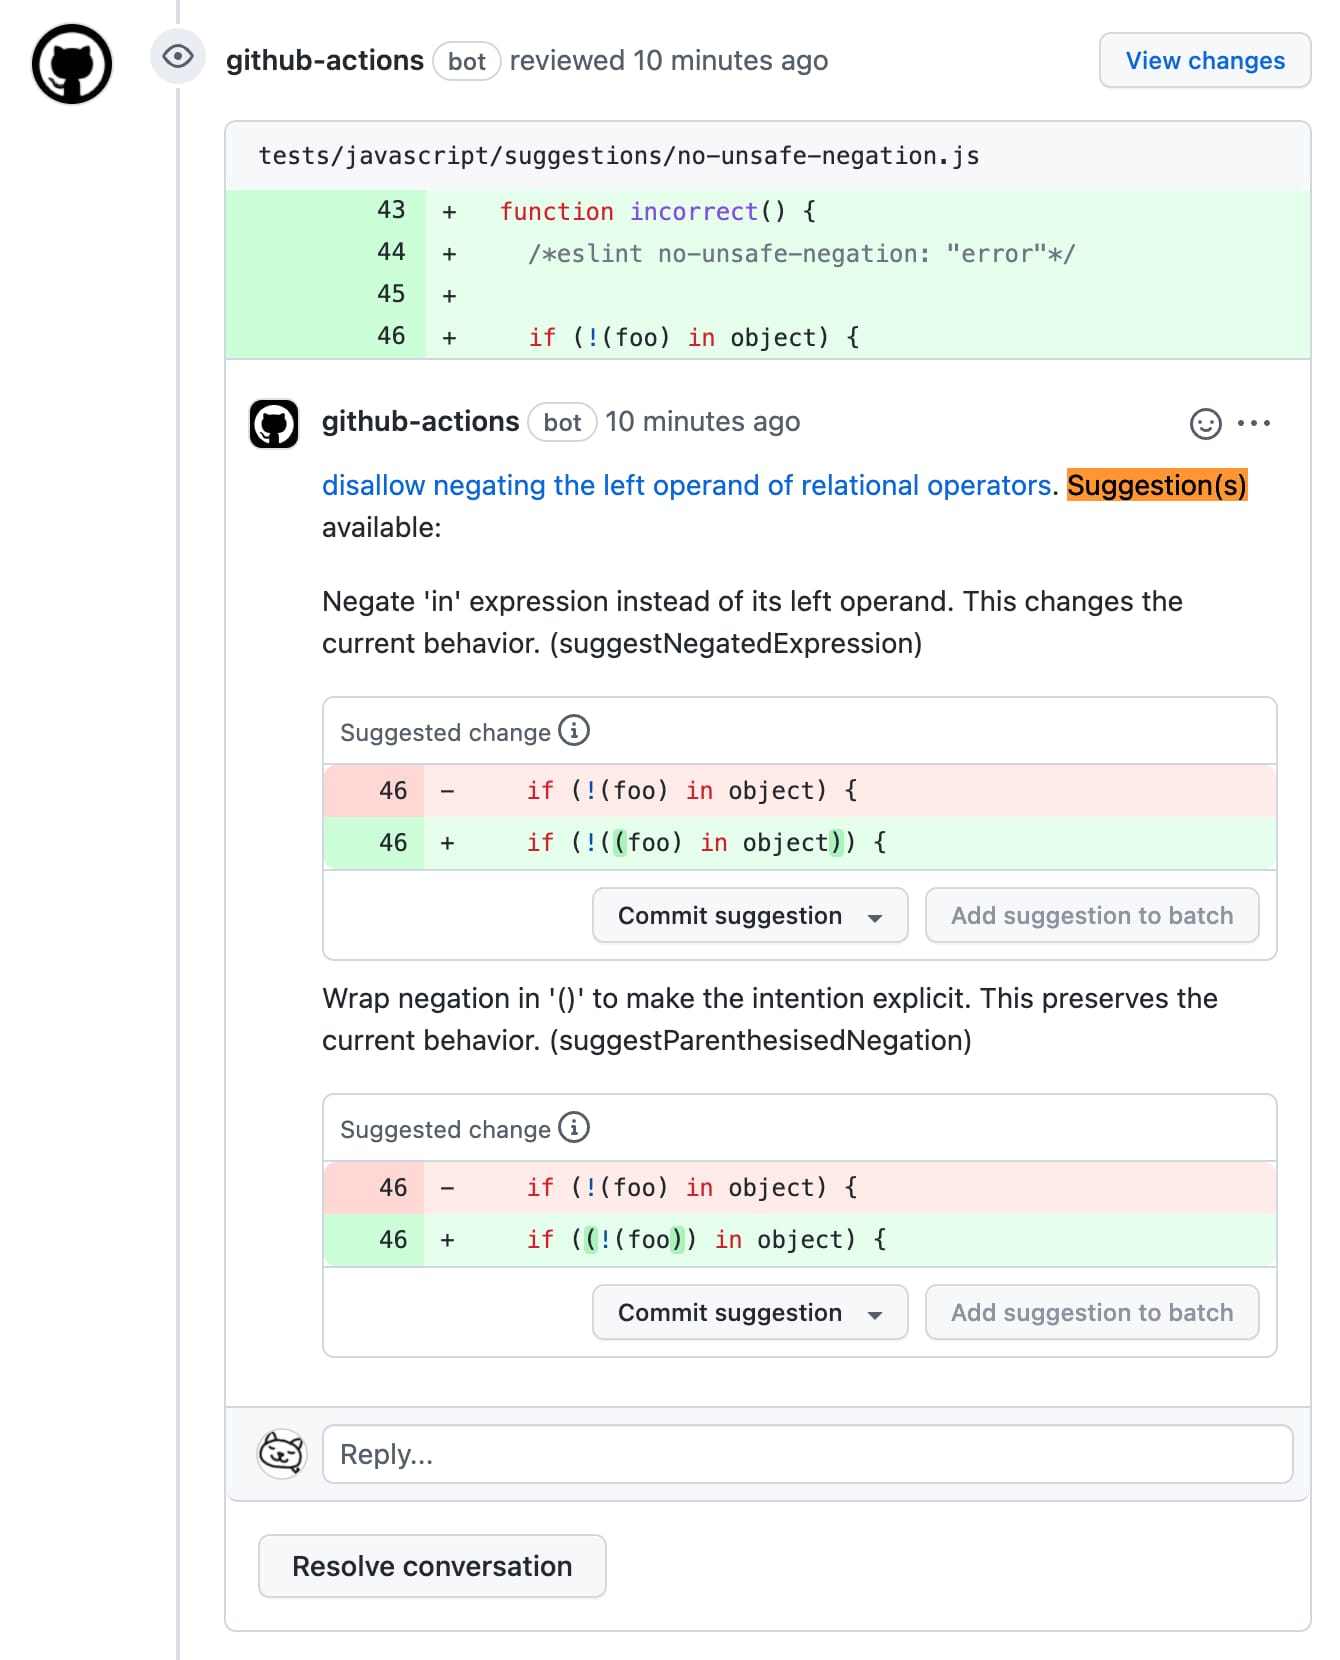 github-actions bot reviewed 10 minutes ago View changes
tests/javascript/suggestions/no-unsafe-negation.js
43 + function incorrect() {
44 + /*eslint no-unsafe-negation: "error"*/
45 +
46 + if (!(foo) in object) {
github-actions bot 10 minutes ago
disallow negating the left operand of relational operators. Suggestion(s)
available:
Negate 'in' expression instead of its left operand. This changes the
current behavior. (suggestNegatedExpression)
Suggested change
46 - if (!(foo) in object) {
46 + if (!((foo) in object)) {
Commit suggestion Add suggestion to batch
Wrap negation in '()' to make the intention explicit. This preserves the
current behavior. (suggestParenthesisedNegation)
Suggested change
46 - if (!(foo) in object) {
46 + if ((!(foo)) in object) {
Commit suggestion Add suggestion to batch
Reply...
Resolve conversation